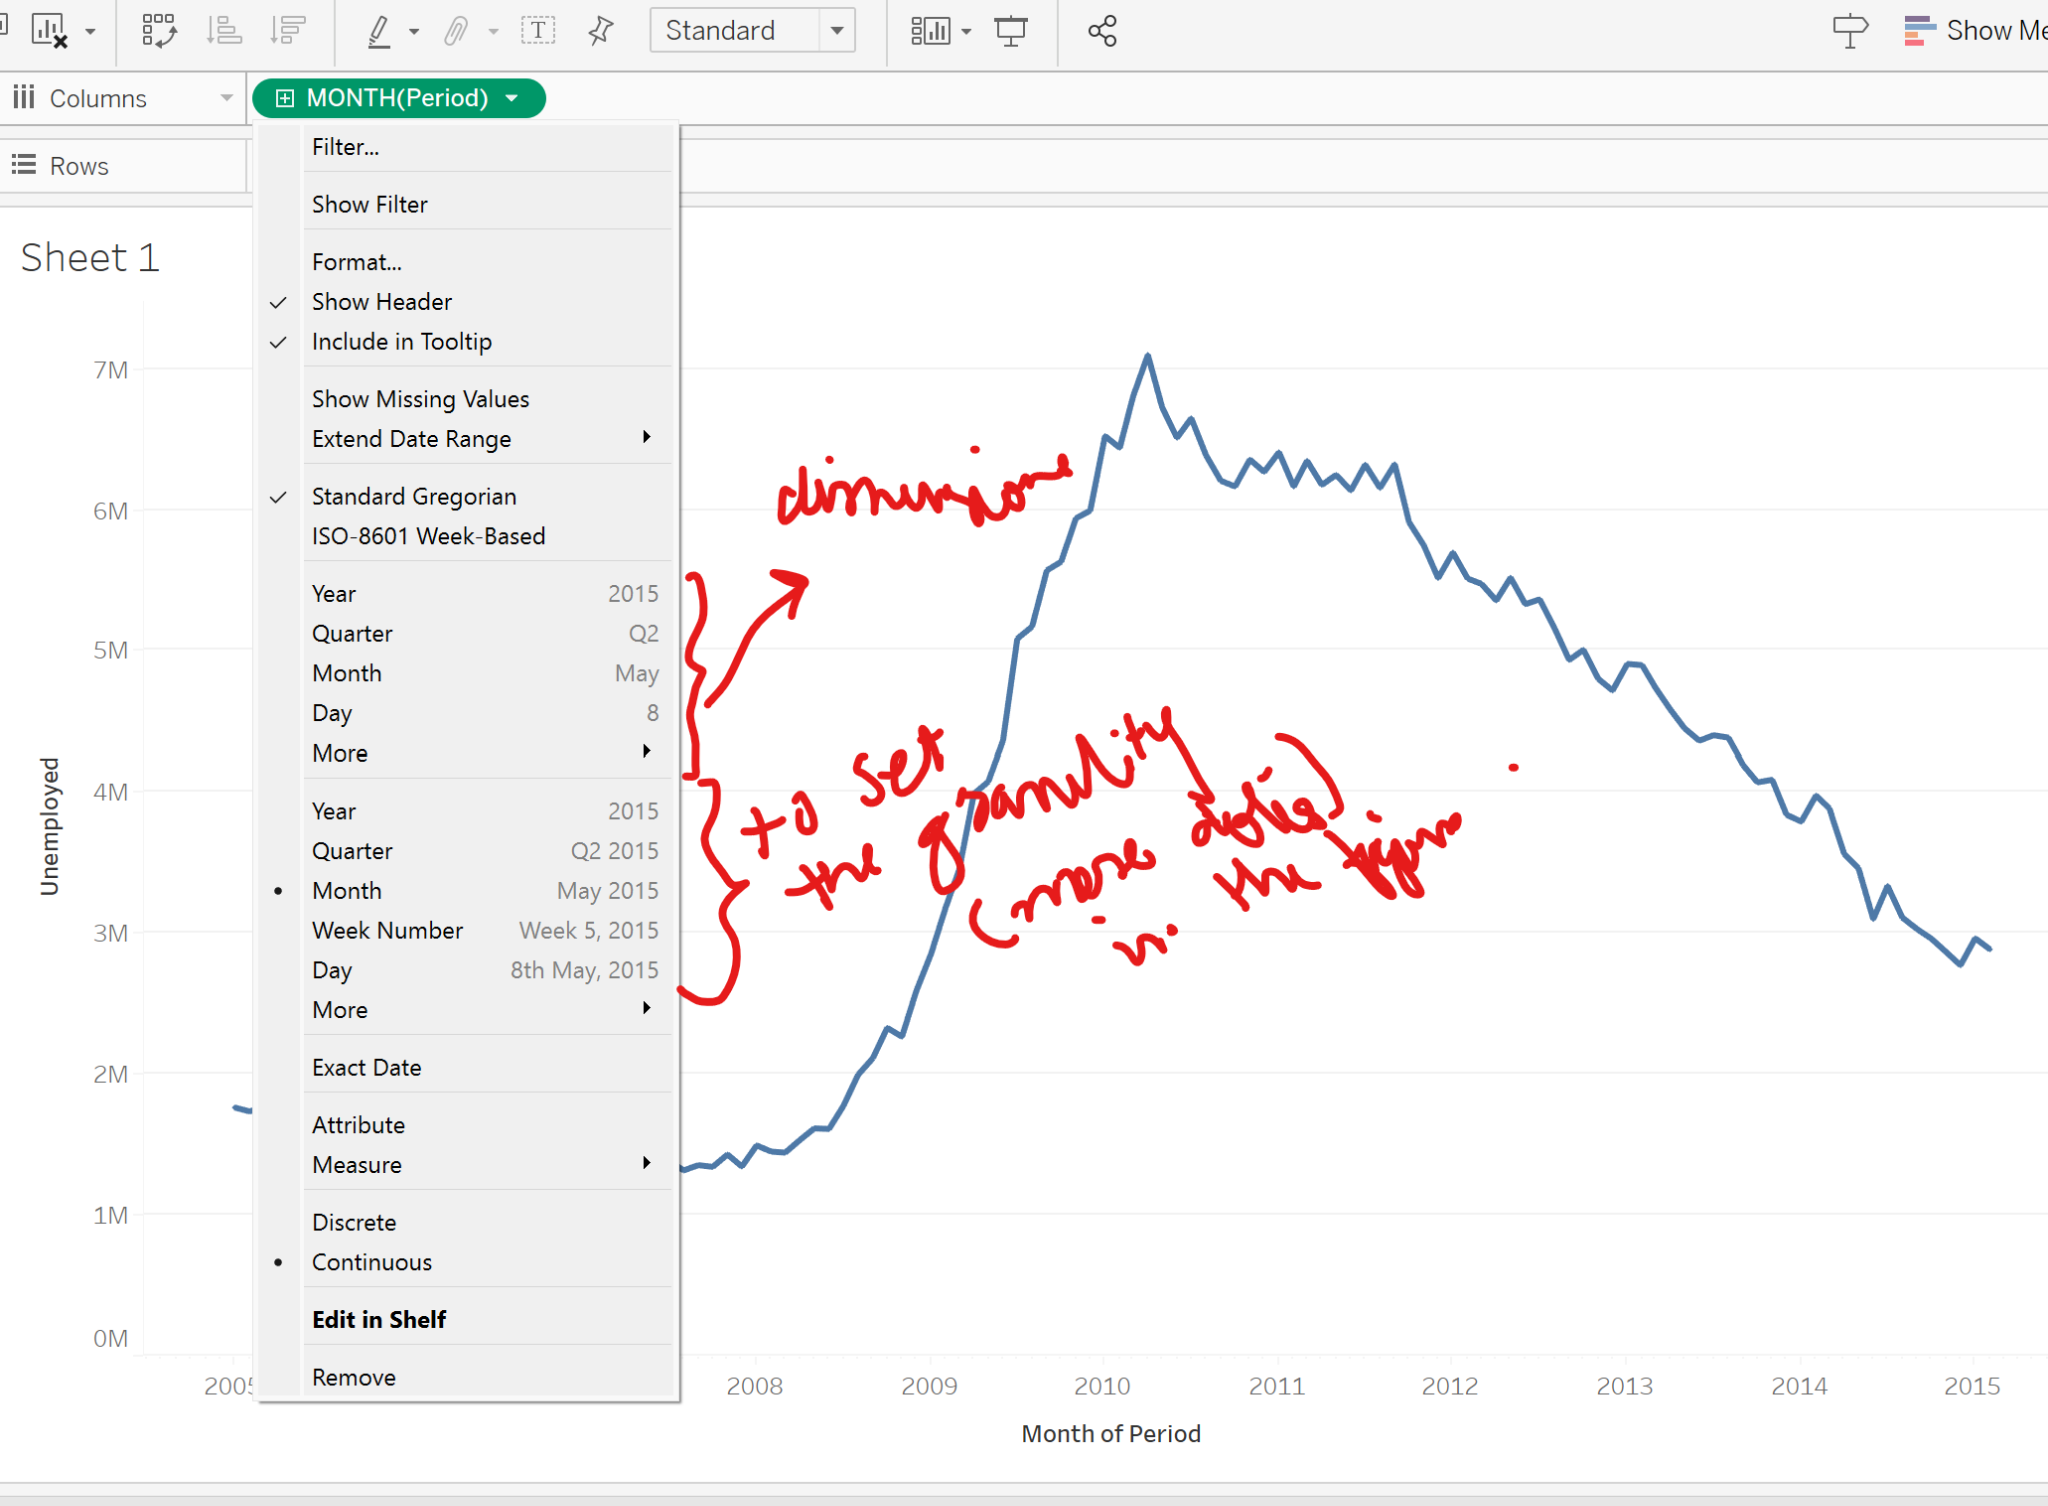 Standard
Show Me
Columns
MONTH(Period)
Rows
Filter...
Show Filter
Format...
Show Header
Include in Tooltip
Show Missing Values
Extend Date Range
Standard Gregorian
ISO-8601 Week-Based
Year 2015
Quarter Q2
Month May
Day 8
More
Year 2015
Quarter Q2 2015
Month May 2015
Week Number Week 5, 2015
Day 8th May, 2015
More
Exact Date
Attribute
Measure
Discrete
Continuous
Edit in Shelf
Remove
Sheet 1
Unemployed
7M
6M
5M
4M
3M
2M
1M
0M
to set
the
(more
in the
2008
2009
2010
2011
2012
2013
2014
2015
Month of Period